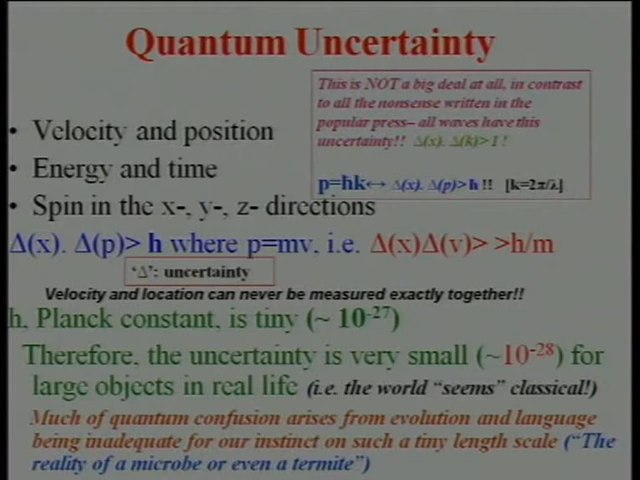 Quantum Uncertainty
This is NOT a big deal at all, in contrast
to all the nonsense written in the
popular press– all waves have this
uncertainty!! Δ(x). Δ(k)>1 !
p=ħk↔ Δ(x). Δ(p)>h !! [k=2π/λ]
• Velocity and position
• Energy and time
• Spin in the x-, y-, z- directions
Δ(x). Δ(p)> h where p=mv, i.e. Δ(x)Δ(v)> >h/m
‘Δ’: uncertainty
Velocity and location can never be measured exactly together!!
h, Planck constant, is tiny (~ 10⁻²⁷)
Therefore, the uncertainty is very small (~10⁻²⁸) for
large objects in real life (i.e. the world “seems” classical!)
Much of quantum confusion arises from evolution and language
being inadequate for our instinct on such a tiny length scale (“The
reality of a microbe or even a termite”)